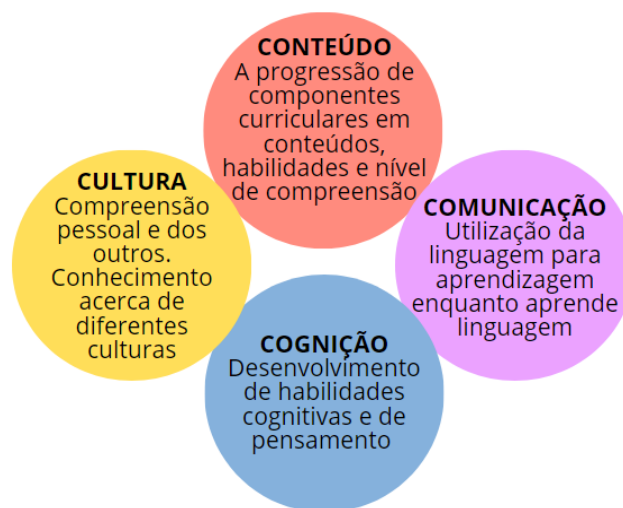 CONTEÚDO
A progressão de
componentes
curriculares em
conteúdos,
habilidades e nível
de compreensão
CULTURA
Compreensão
pessoal e dos
outros.
Conhecimento
acerca de
diferentes
culturas
COMUNICAÇÃO
Utilização da
linguagem para
aprendizagem
enquanto aprende
linguagem
COGNIÇÃO
Desenvolvimento
de habilidades
cognitivas e de
pensamento